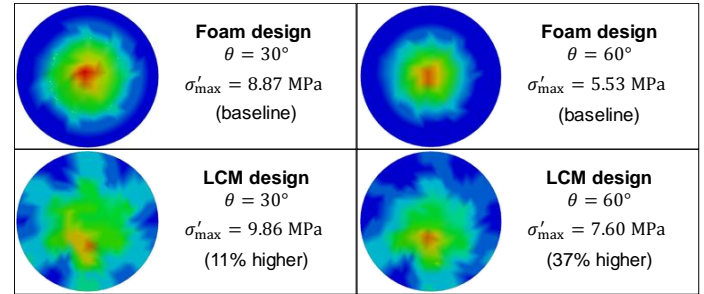 Foam design
θ = 30°
σ′max = 8.87 MPa
(baseline)
Foam design
θ = 60°
σ′max = 5.53 MPa
(baseline)
LCM design
θ = 30°
σ′max = 9.86 MPa
(11% higher)
LCM design
θ = 60°
σ′max = 7.60 MPa
(37% higher)